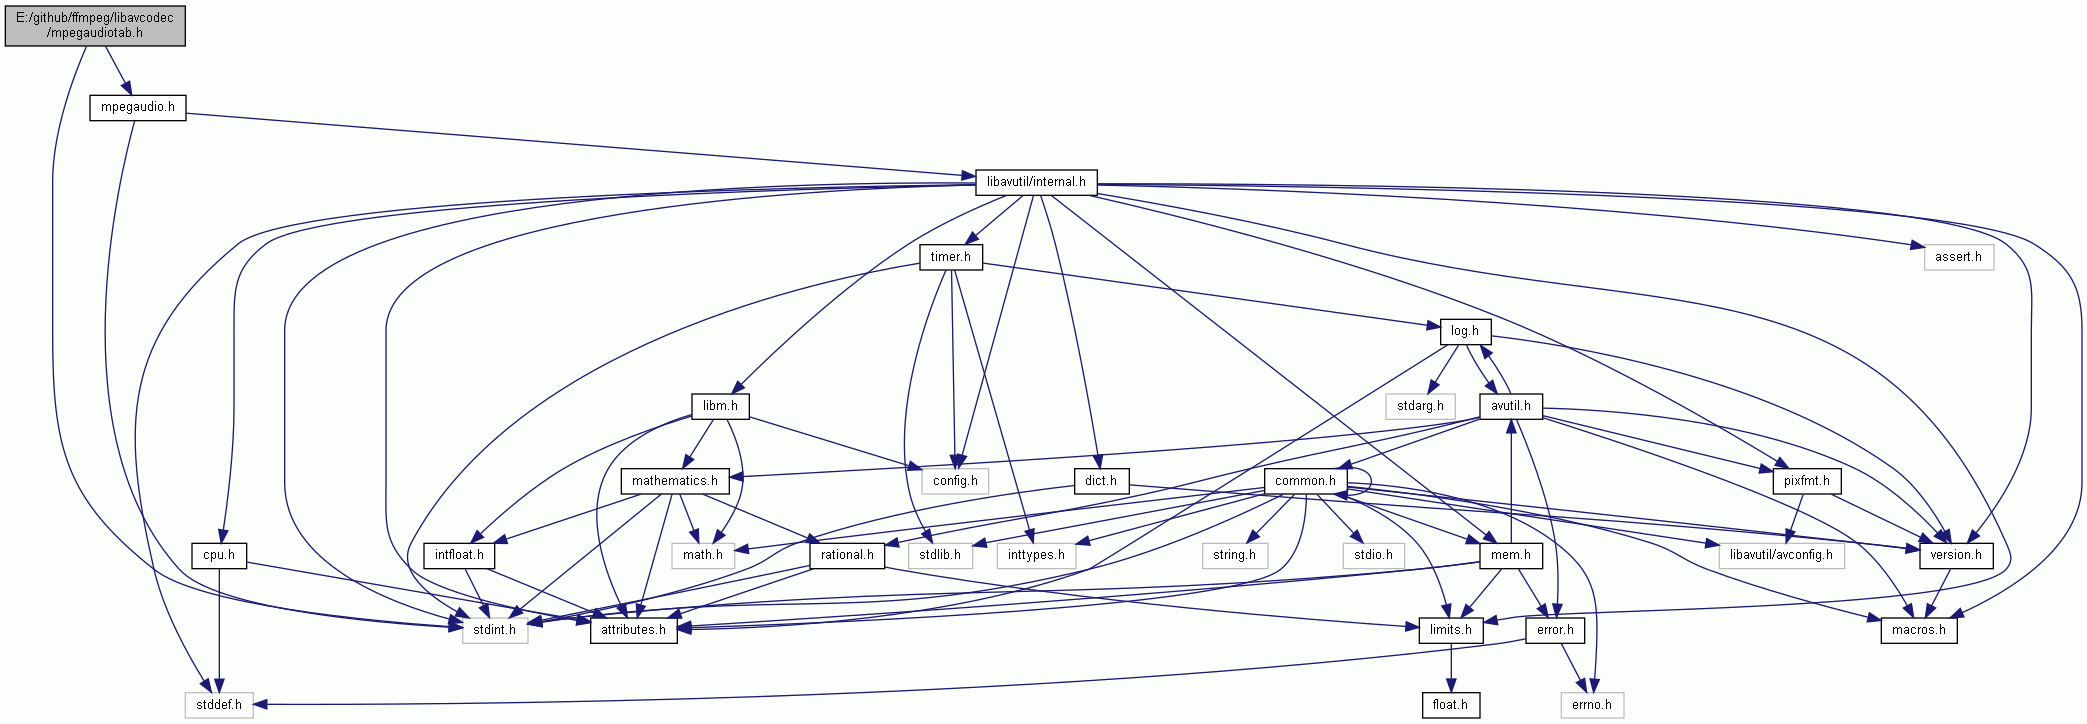 E:/github/ffmpeg/libavcodec
/mpegaudiotab.h
mpegaudio.h
libavutil/internal.h
timer.h
assert.h
log.h
libm.h
stdarg.h
avutil.h
mathematics.h
config.h
dict.h
common.h
pixfmt.h
cpu.h
intfloat.h
math.h
rational.h
stdlib.h
inttypes.h
string.h
stdio.h
mem.h
libavutil/avconfig.h
version.h
stdint.h
attributes.h
limits.h
error.h
macros.h
stddef.h
float.h
errno.h